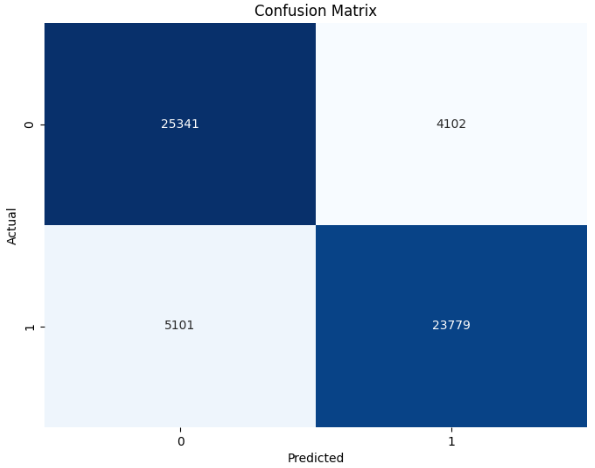 Confusion Matrix
Actual
0
25341
4102
1
5101
23779
0
1
Predicted